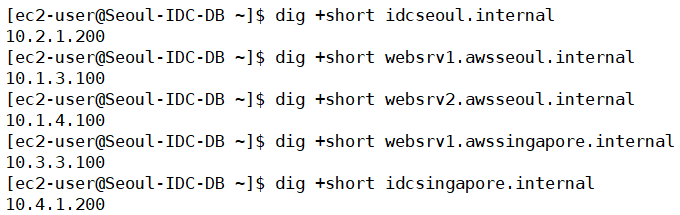 [ec2-user@Seoul-IDC-DB ~]$ dig +short idcseoul.internal
10.2.1.200
[ec2-user@Seoul-IDC-DB ~]$ dig +short websrv1.awsseoul.internal
10.1.3.100
[ec2-user@Seoul-IDC-DB ~]$ dig +short websrv2.awsseoul.internal
10.1.4.100
[ec2-user@Seoul-IDC-DB ~]$ dig +short websrv1.awssingapore.internal
10.3.3.100
[ec2-user@Seoul-IDC-DB ~]$ dig +short idcsingapore.internal
10.4.1.200